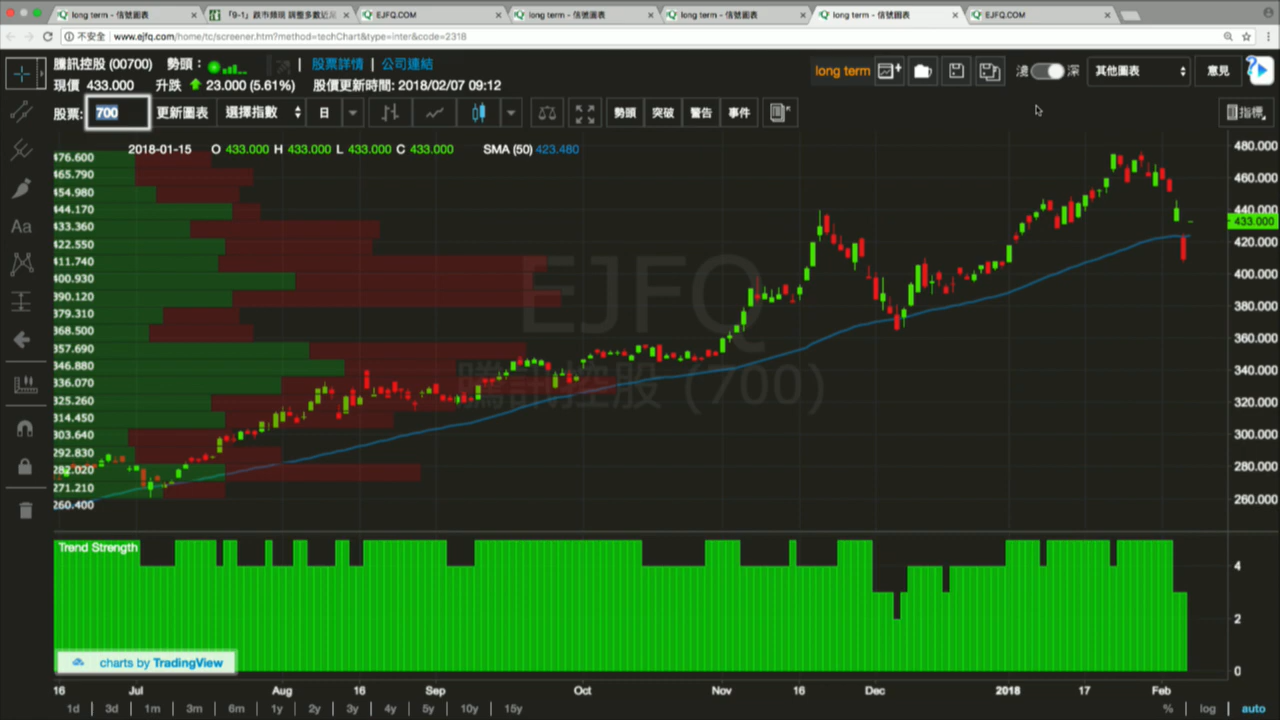 long term - 信號圖表
「9-1」跌市頻現 調整多數近尾
EJFQ.COM
long term - 信號圖表
long term - 信號圖表
long term - 信號圖表
EJFQ.COM
不安全 www.ejfq.com/home/tc/screener.htm?method=techChart&type=inter&code=2318
騰訊控股 (00700) 勢頭： 股票詳情 公司連結
現價 433.000 升跌 23.000 (5.61%) 股價更新時間: 2018/02/07 09:12
long term 淺 深 其他圖表 意見
股票: 700 更新圖表 選擇指數 日 勢頭 突破 警告 事件 指標
2018-01-15 O 433.000 H 433.000 L 433.000 C 433.000 SMA (50) 423.480
476.600
465.790
454.980
444.170
433.360
422.550
411.740
400.930
390.120
379.310
368.500
357.690
346.880
336.070
325.260
314.450
303.640
292.830
282.020
271.210
260.400
EJFQ
騰訊控股 (700)
480.000
460.000
440.000
433.000
420.000
400.000
380.000
360.000
340.000
320.000
300.000
280.000
260.000
Trend Strength
4
2
0
charts by TradingView
16 Jul Aug 16 Sep Oct Nov 16 Dec 2018 17 Feb
1d 3d 1m 3m 6m 1y 2y 3y 4y 5y 10y 15y % log auto
Aa